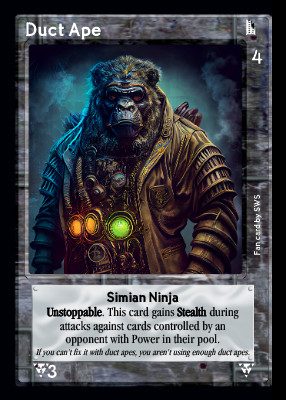 Duct Ape
4
Fan card by SWS
Simian Ninja
Unstoppable. This card gains Stealth during
attacks against cards controlled by an
opponent with Power in their pool.
If you can't fix it with duct apes, you aren't using enough duct apes.
3